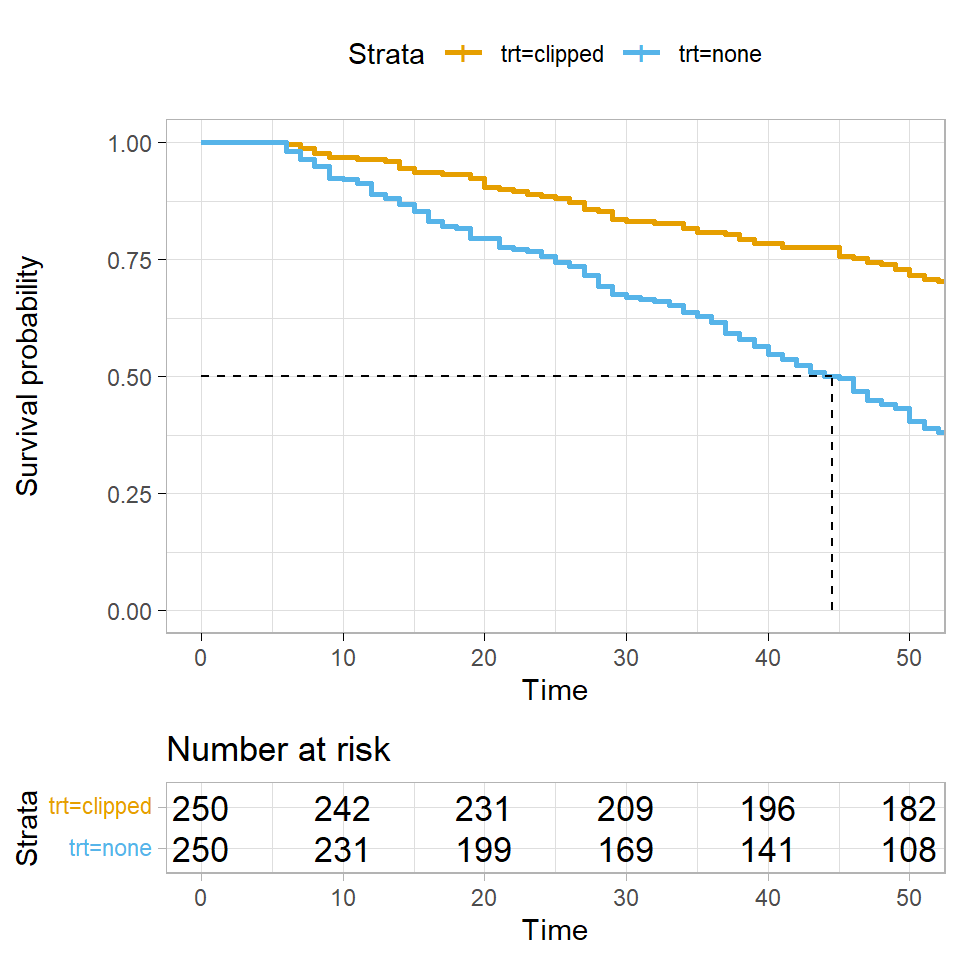 Strata trt=clipped trt=none
Survival probability
1.00
0.75
0.50
0.25
0.00
0 10 20 30 40 50
Time
Number at risk
Strata
trt=clipped 250 242 231 209 196 182
trt=none 250 231 199 169 141 108
0 10 20 30 40 50
Time